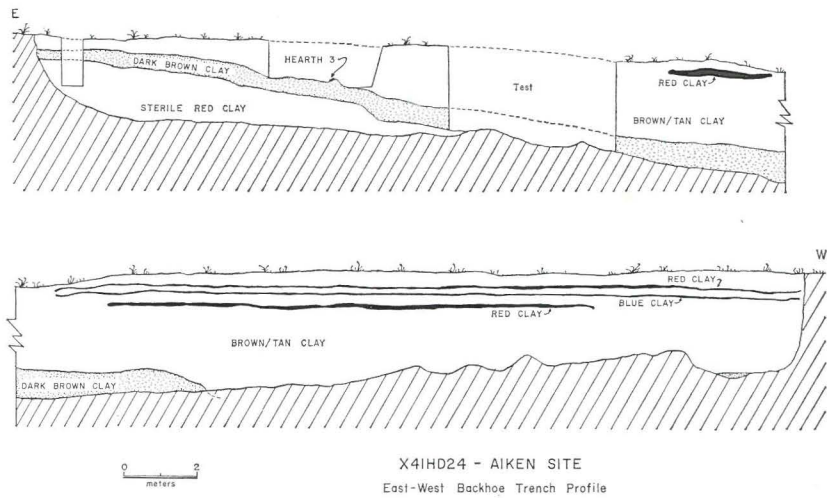 E
DARK BROWN CLAY
HEARTH 3
STERILE RED CLAY
Test
RED CLAY
BROWN/TAN CLAY
W
RED CLAY
BLUE CLAY
RED CLAY
BROWN/TAN CLAY
DARK BROWN CLAY
0 2
meters
X41HD24 - AIKEN SITE
East-West Backhoe Trench Profile